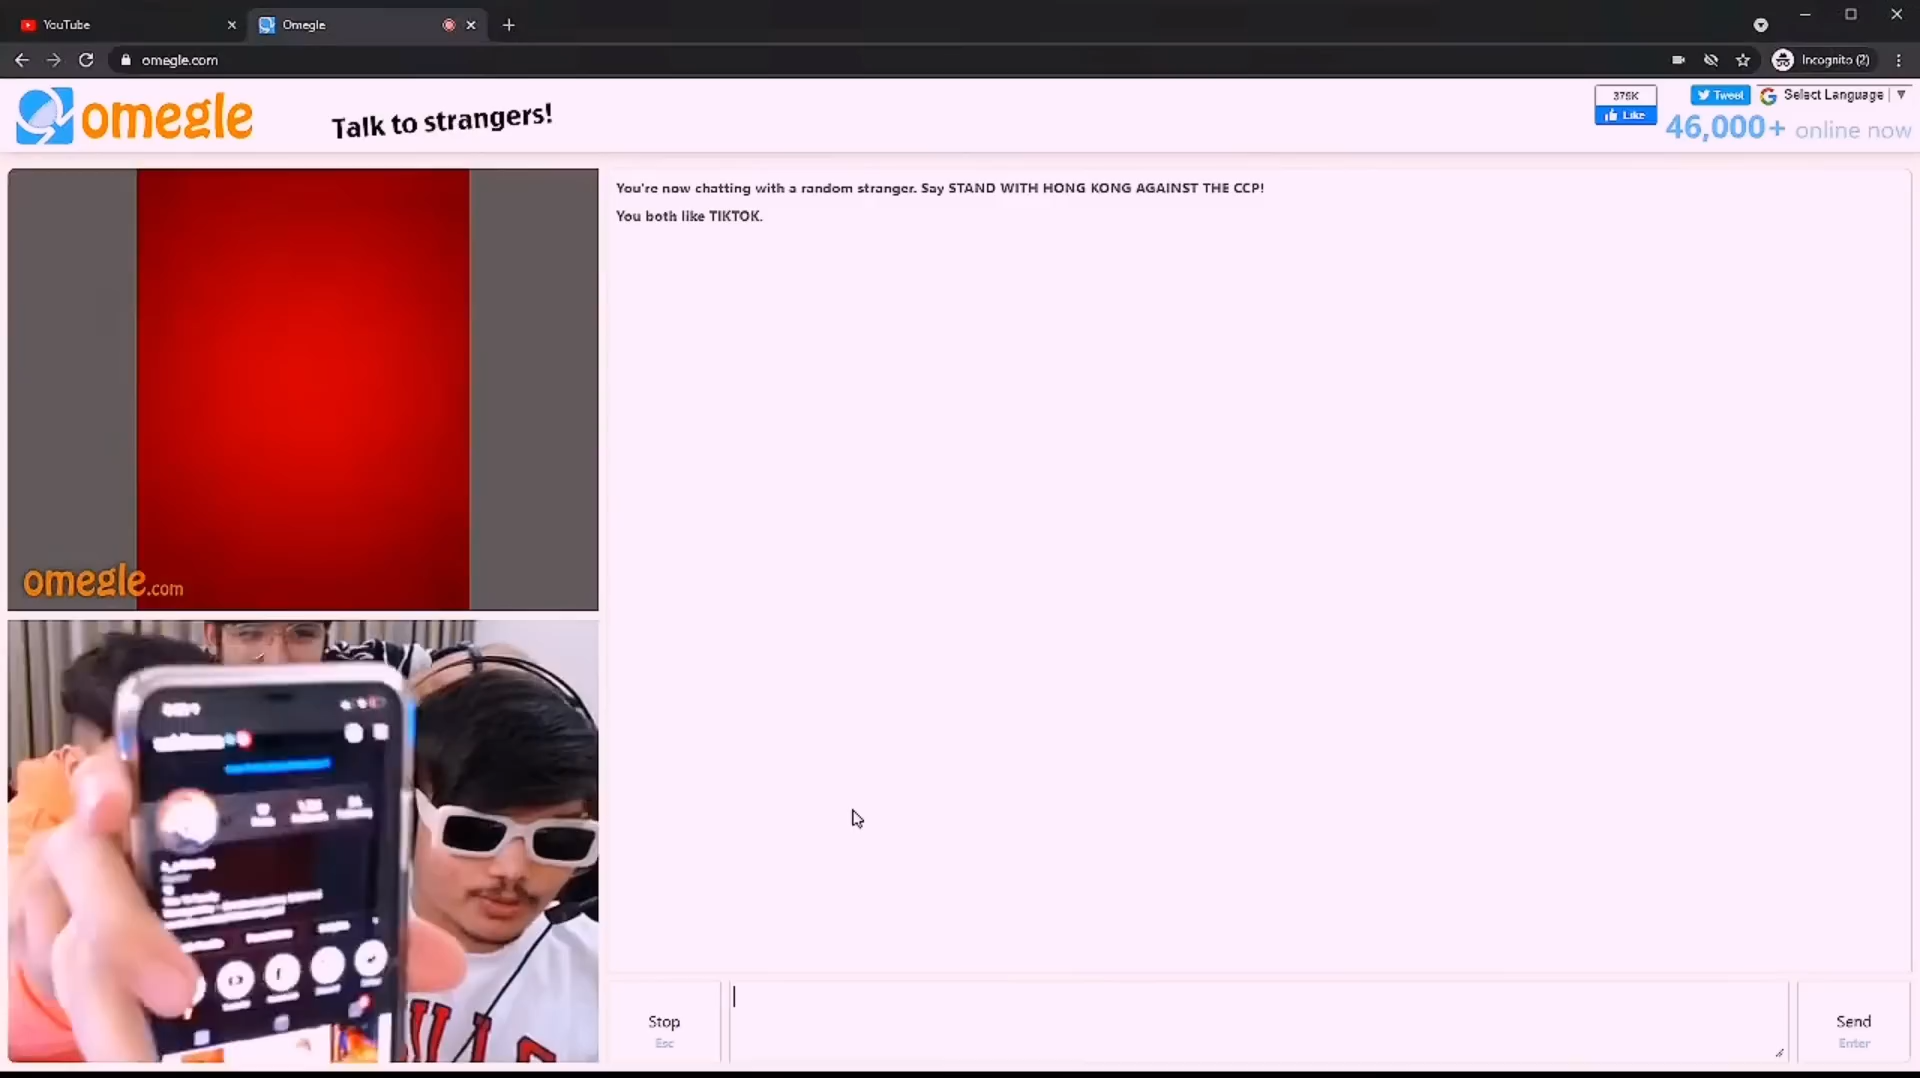 YouTube
Omegle
omegle.com
Incognito (2)
omegle
Talk to strangers!
375K
Like
Tweet
Select Language
46,000+ online now
You're now chatting with a random stranger. Say STAND WITH HONG KONG AGAINST THE CCP!
You both like TIKTOK.
omegle.com
Stop
Esc
Send
Enter